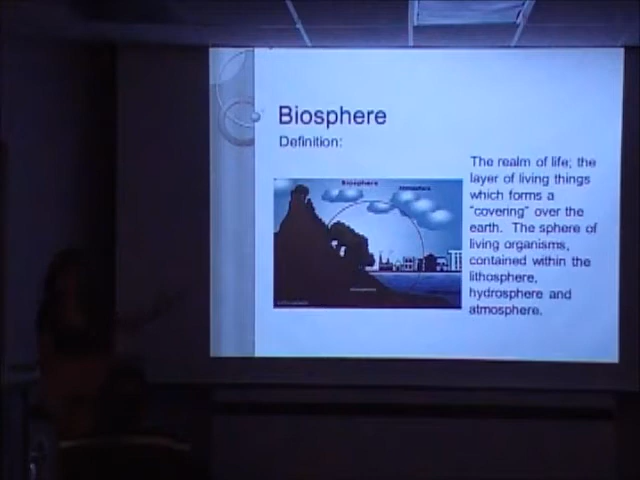 Biosphere
Definition:
Biosphere
Atmosphere
The realm of life; the
layer of living things
which forms a
"covering" over the
earth. The sphere of
living organisms,
contained within the
lithosphere,
hydrosphere and
atmosphere.